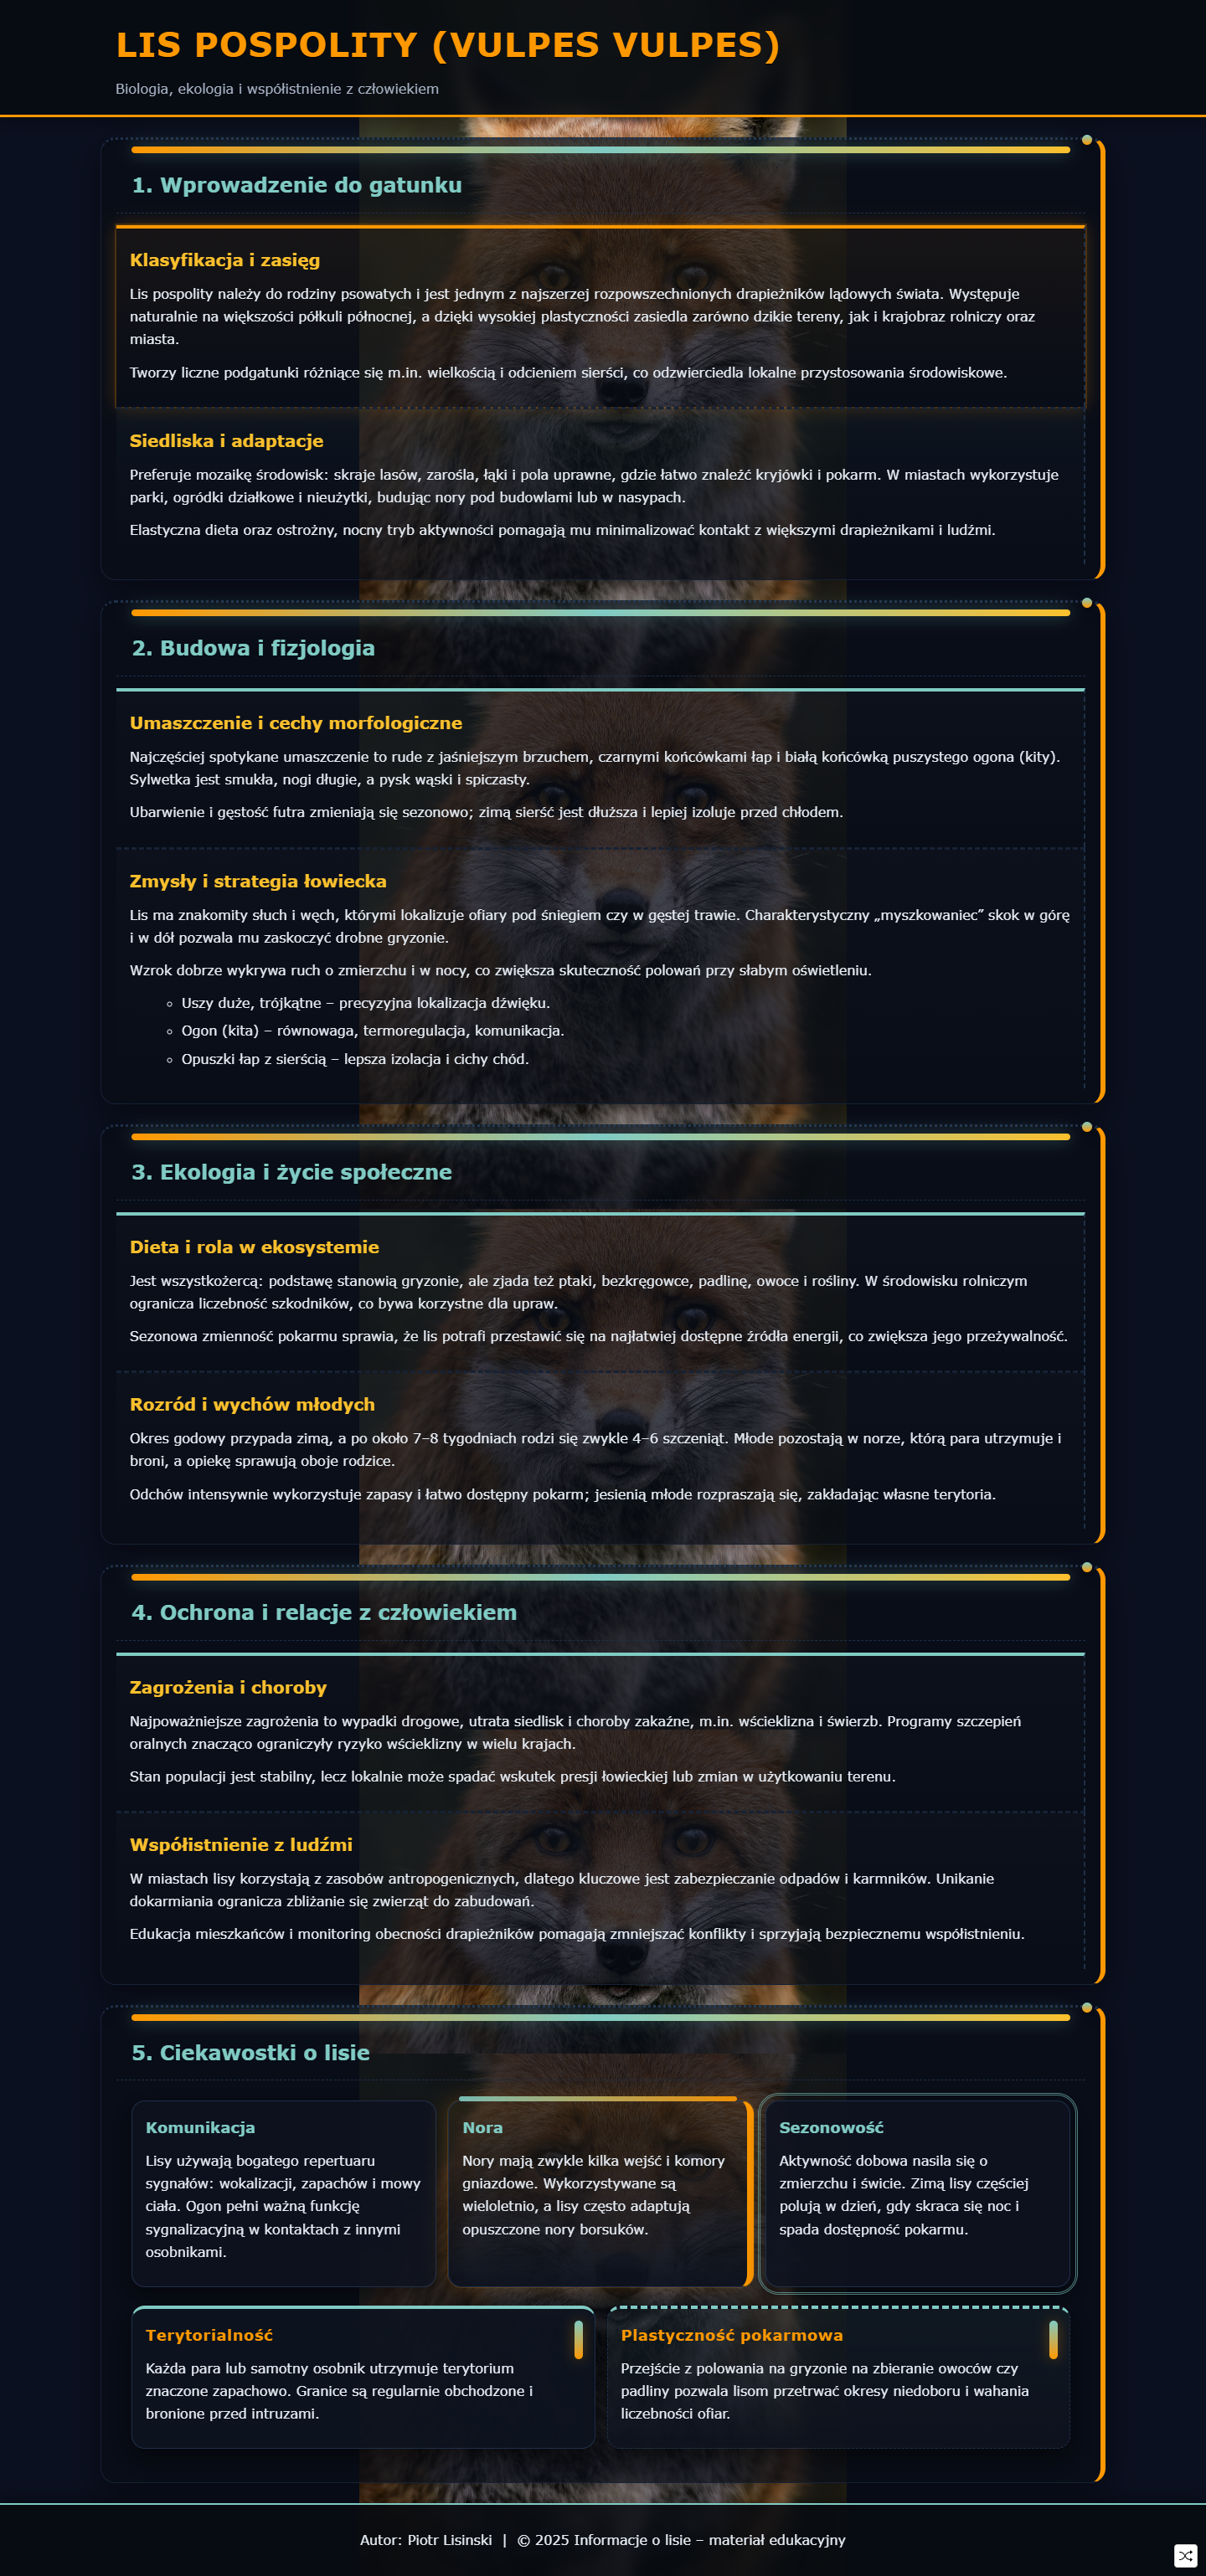 LIS POSPOLITY (VULPES VULPES)
Biologia, ekologia i współistnienie z człowiekiem
1. Wprowadzenie do gatunku
Klasyfikacja i zasięg
Lis pospolity należy do rodziny psowatych i jest jednym z najszerzej rozpowszechnionych drapieżników lądowych świata. Występuje
naturalnie na większości półkuli północnej, a dzięki wysokiej plastyczności zasiedla zarówno dzikie tereny, jak i krajobraz rolniczy oraz
miasta.
Tworzy liczne podgatunki różniące się m.in. wielkością i odcieniem sierści, co odzwierciedla lokalne przystosowania środowiskowe.
Siedliska i adaptacje
Preferuje mozaikę środowisk: skraje lasów, zarośla, łąki i pola uprawne, gdzie łatwo znaleźć kryjówki i pokarm. W miastach wykorzystuje
parki, ogródki działkowe i nieużytki, budując nory pod budowlami lub w nasypach.
Elastyczna dieta oraz ostrożny, nocny tryb aktywności pomagają mu minimalizować kontakt z większymi drapieżnikami i ludźmi.
2. Budowa i fizjologia
Umaszczenie i cechy morfologiczne
Najczęściej spotykane umaszczenie to rude z jaśniejszym brzuchem, czarnymi końcówkami łap i białą końcówką puszystego ogona (kity).
Sylwetka jest smukła, nogi długie, a pysk wąski i spiczasty.
Ubarwienie i gęstość futra zmieniają się sezonowo; zimą sierść jest dłuższa i lepiej izoluje przed chłodem.
Zmysły i strategia łowiecka
Lis ma znakomity słuch i węch, którymi lokalizuje ofiary pod śniegiem czy w gęstej trawie. Charakterystyczny „myszkowaniec” skok w górę
i w dół pozwala mu zaskoczyć drobne gryzonie.
Wzrok dobrze wykrywa ruch o zmierzchu i w nocy, co zwiększa skuteczność polowań przy słabym oświetleniu.
◦ Uszy duże, trójkątne – precyzyjna lokalizacja dźwięku.
◦ Ogon (kita) – równowaga, termoregulacja, komunikacja.
◦ Opuszki łap z sierścią – lepsza izolacja i cichy chód.
3. Ekologia i życie społeczne
Dieta i rola w ekosystemie
Jest wszystkożercą: podstawę stanowią gryzonie, ale zjada też ptaki, bezkręgowce, padlinę, owoce i rośliny. W środowisku rolniczym
ogranicza liczebność szkodników, co bywa korzystne dla upraw.
Sezonowa zmienność pokarmu sprawia, że lis potrafi przestawić się na najłatwiej dostępne źródła energii, co zwiększa jego przeżywalność.
Rozród i wychów młodych
Okres godowy przypada zimą, a po około 7–8 tygodniach rodzi się zwykle 4–6 szczeniąt. Młode pozostają w norze, którą para utrzymuje i
broni, a opiekę sprawują oboje rodzice.
Odchów intensywnie wykorzystuje zapasy i łatwo dostępny pokarm; jesienią młode rozpraszają się, zakładając własne terytoria.
4. Ochrona i relacje z człowiekiem
Zagrożenia i choroby
Najpoważniejsze zagrożenia to wypadki drogowe, utrata siedlisk i choroby zakaźne, m.in. wścieklizna i świerzb. Programy szczepień
oralnych znacząco ograniczyły ryzyko wścieklizny w wielu krajach.
Stan populacji jest stabilny, lecz lokalnie może spadać wskutek presji łowieckiej lub zmian w użytkowaniu terenu.
Współistnienie z ludźmi
W miastach lisy korzystają z zasobów antropogenicznych, dlatego kluczowe jest zabezpieczanie odpadów i karmników. Unikanie
dokarmiania ogranicza zbliżanie się zwierząt do zabudowań.
Edukacja mieszkańców i monitoring obecności drapieżników pomagają zmniejszać konflikty i sprzyjają bezpiecznemu współistnieniu.
5. Ciekawostki o lisie
Komunikacja
Lisy używają bogatego repertuaru
sygnałów: wokalizacji, zapachów i mowy
ciała. Ogon pełni ważną funkcję
sygnalizacyjną w kontaktach z innymi
osobnikami.
Nora
Nory mają zwykle kilka wejść i komory
gniazdowe. Wykorzystywane są
wieloletnio, a lisy często adaptują
opuszczone nory borsuków.
Sezonowość
Aktywność dobowa nasila się o
zmierzchu i świcie. Zimą lisy częściej
polują w dzień, gdy skraca się noc i
spada dostępność pokarmu.
Terytorialność
Każda para lub samotny osobnik utrzymuje terytorium
znaczone zapachowo. Granice są regularnie obchodzone i
bronione przed intruzami.
Plastyczność pokarmowa
Przejście z polowania na gryzonie na zbieranie owoców czy
padliny pozwala lisom przetrwać okresy niedoboru i wahania
liczebności ofiar.
Autor: Piotr Lisinski | © 2025 Informacje o lisie – materiał edukacyjny